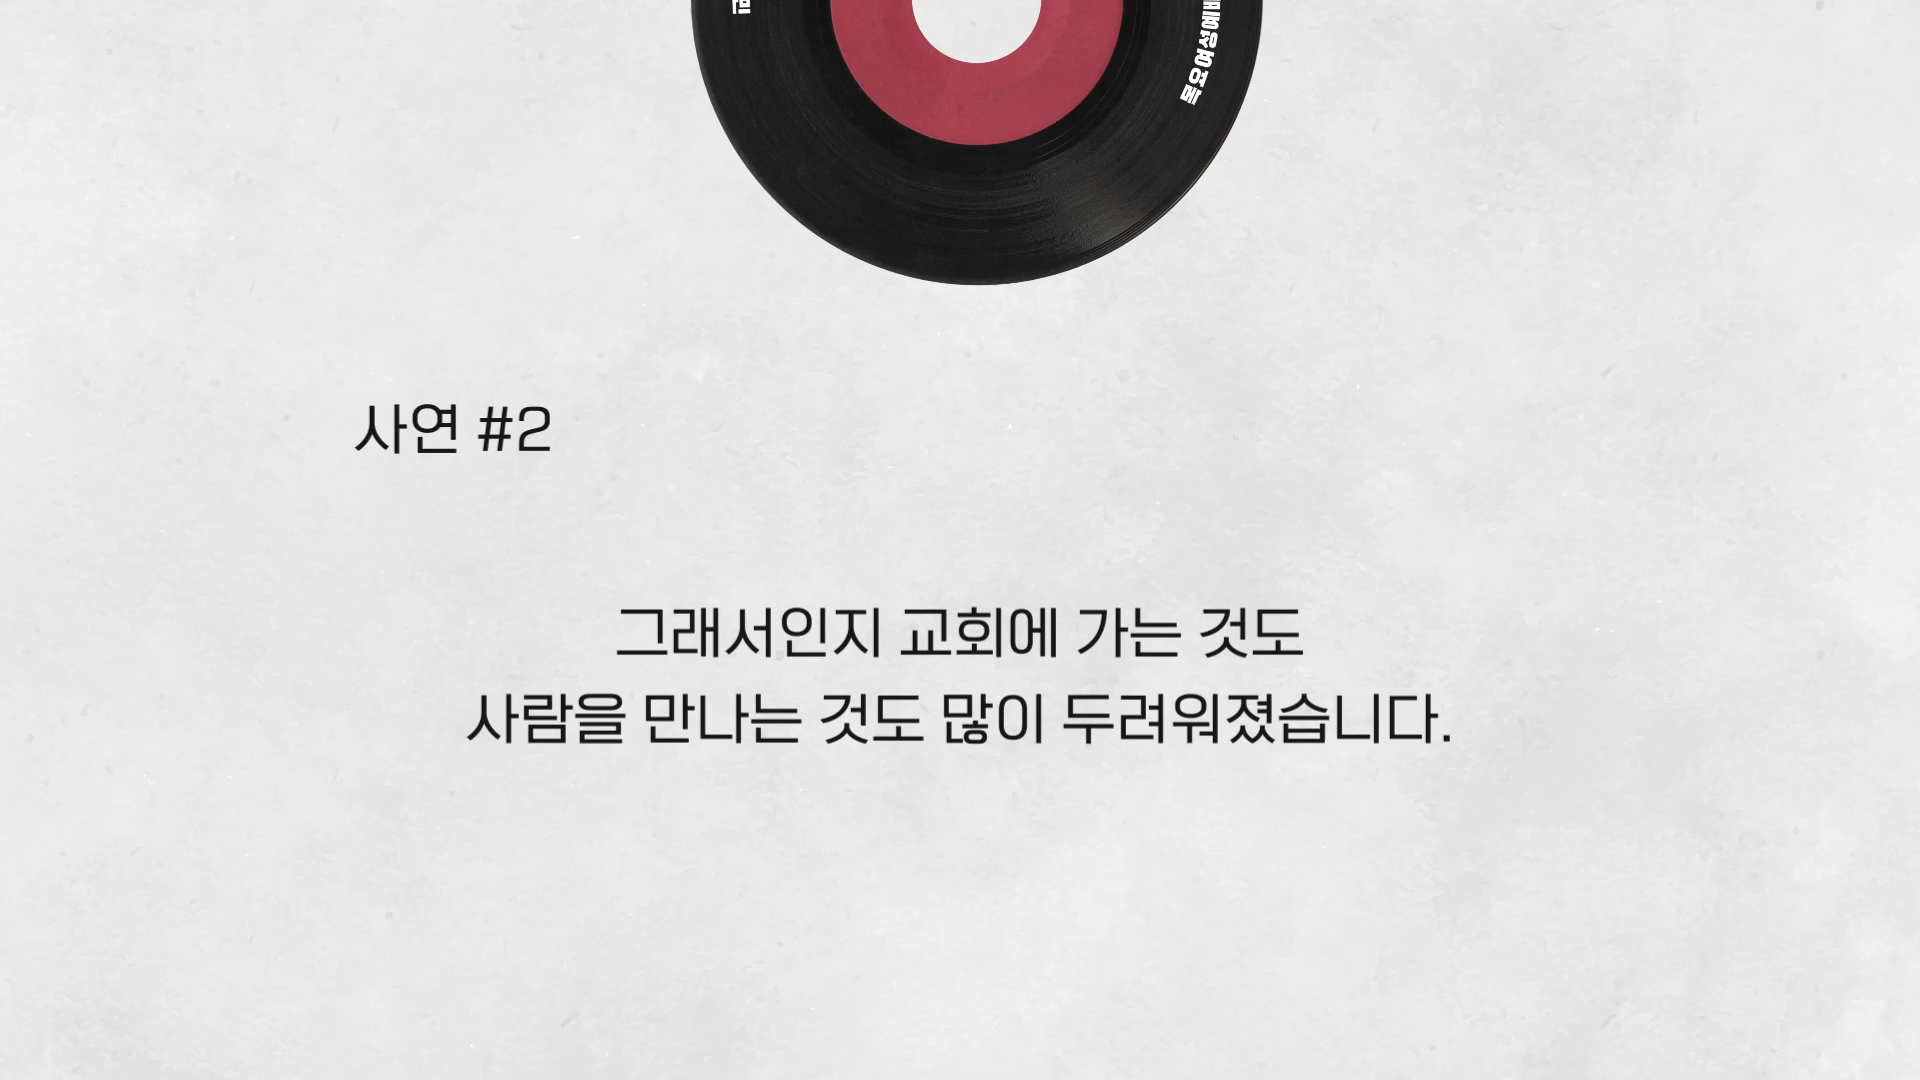 사연 #2
그래서인지 교회에 가는 것도
사람을 만나는 것도 많이 두려워졌습니다.